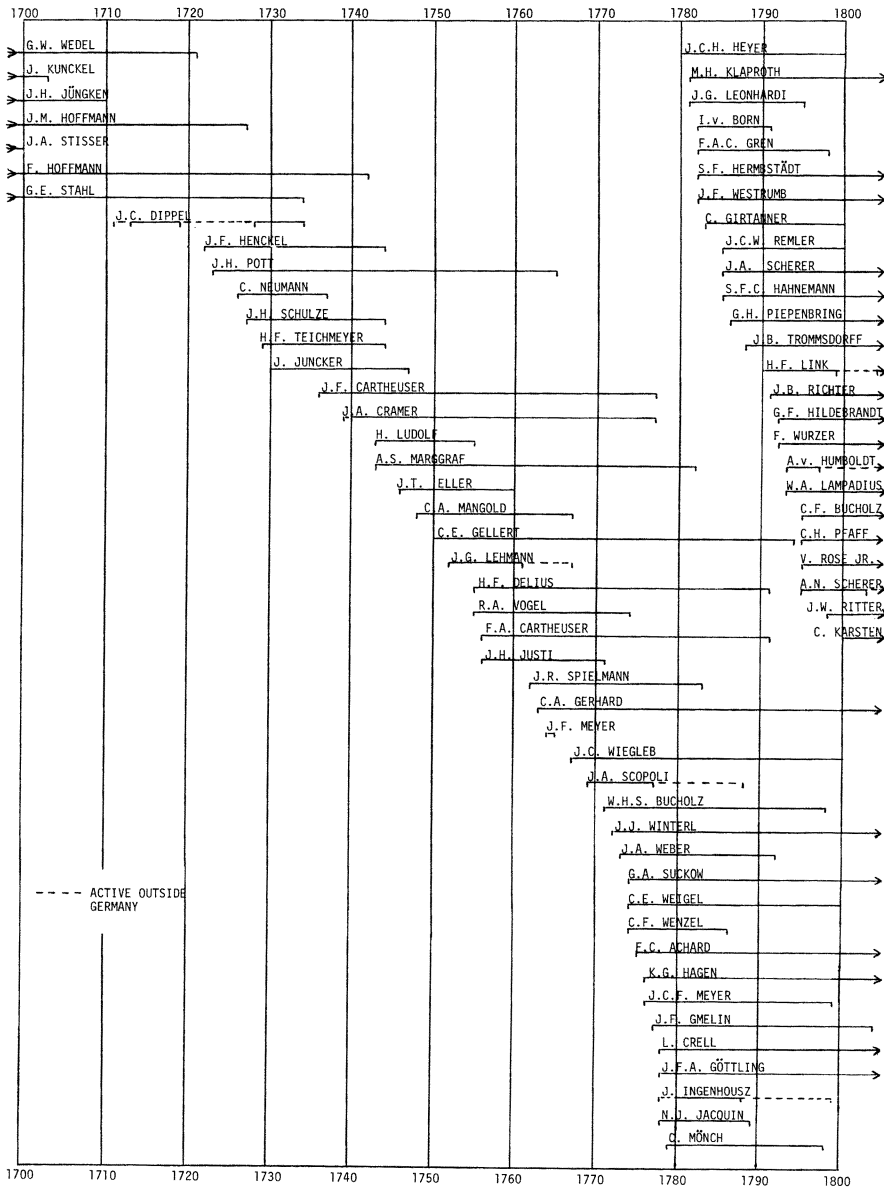 1700 1710 1720 1730 1740 1750 1760 1770 1780 1790 1800
G.W. WEDEL
J. KUNCKEL
J.H. JÜNGKEN
J.M. HOFFMANN
J.A. STISSER
F. HOFFMANN
G.E. STAHL
J.C. DIPPEL
J.F. HENCKEL
J.H. POTT
C. NEUMANN
J.H. SCHULZE
H.F. TEICHMEYER
J. JUNCKER
J.F. CARTHEUSER
J.A. CRAMER
H. LUDOLF
A.S. MARGGRAF
J.T. ELLER
C.A. MANGOLD
C.E. GELLERT
J.G. LEHMANN
H.F. DELIUS
R.A. VOGEL
F.A. CARTHEUSER
J.H. JUSTI
J.R. SPIELMANN
C.A. GERHARD
J.F. MEYER
J.C. WIEGLEB
J.A. SCOPOLI
W.H.S. BUCHOLZ
J.J. WINTERL
J.A. WEBER
G.A. SUCKOW
C.E. WEIGEL
C.F. WENZEL
F.C. ACHARD
K.G. HAGEN
J.C.F. MEYER
J.F. GMELIN
L. CRELL
J.F.A. GÖTTLING
J. INGENHOUSZ
N.J. JACQUIN
C. MÖNCH
J.C.H. HEYER
M.H. KLAPROTH
J.G. LEONHARDI
I.v. BORN
F.A.C. GREN
S.F. HERMBSTÄDT
J.F. WESTRUMB
C. GIRTANNER
J.C.W. REMLER
J.A. SCHERER
S.F.C. HAHNEMANN
G.H. PIEPENBRING
J.B. TROMMSDORFF
H.F. LINK
J.B. RICHTER
G.F. HILDEBRANDT
F. WURZER
A.v. HUMBOLDT
W.A. LAMPADIUS
C.F. BUCHOLZ
C.H. PFAFF
V. ROSE JR.
A.N. SCHERER
J.W. RITTER
C. KARSTEN
---- ACTIVE OUTSIDE
GERMANY
1700 1710 1720 1730 1740 1750 1760 1770 1780 1790 1800